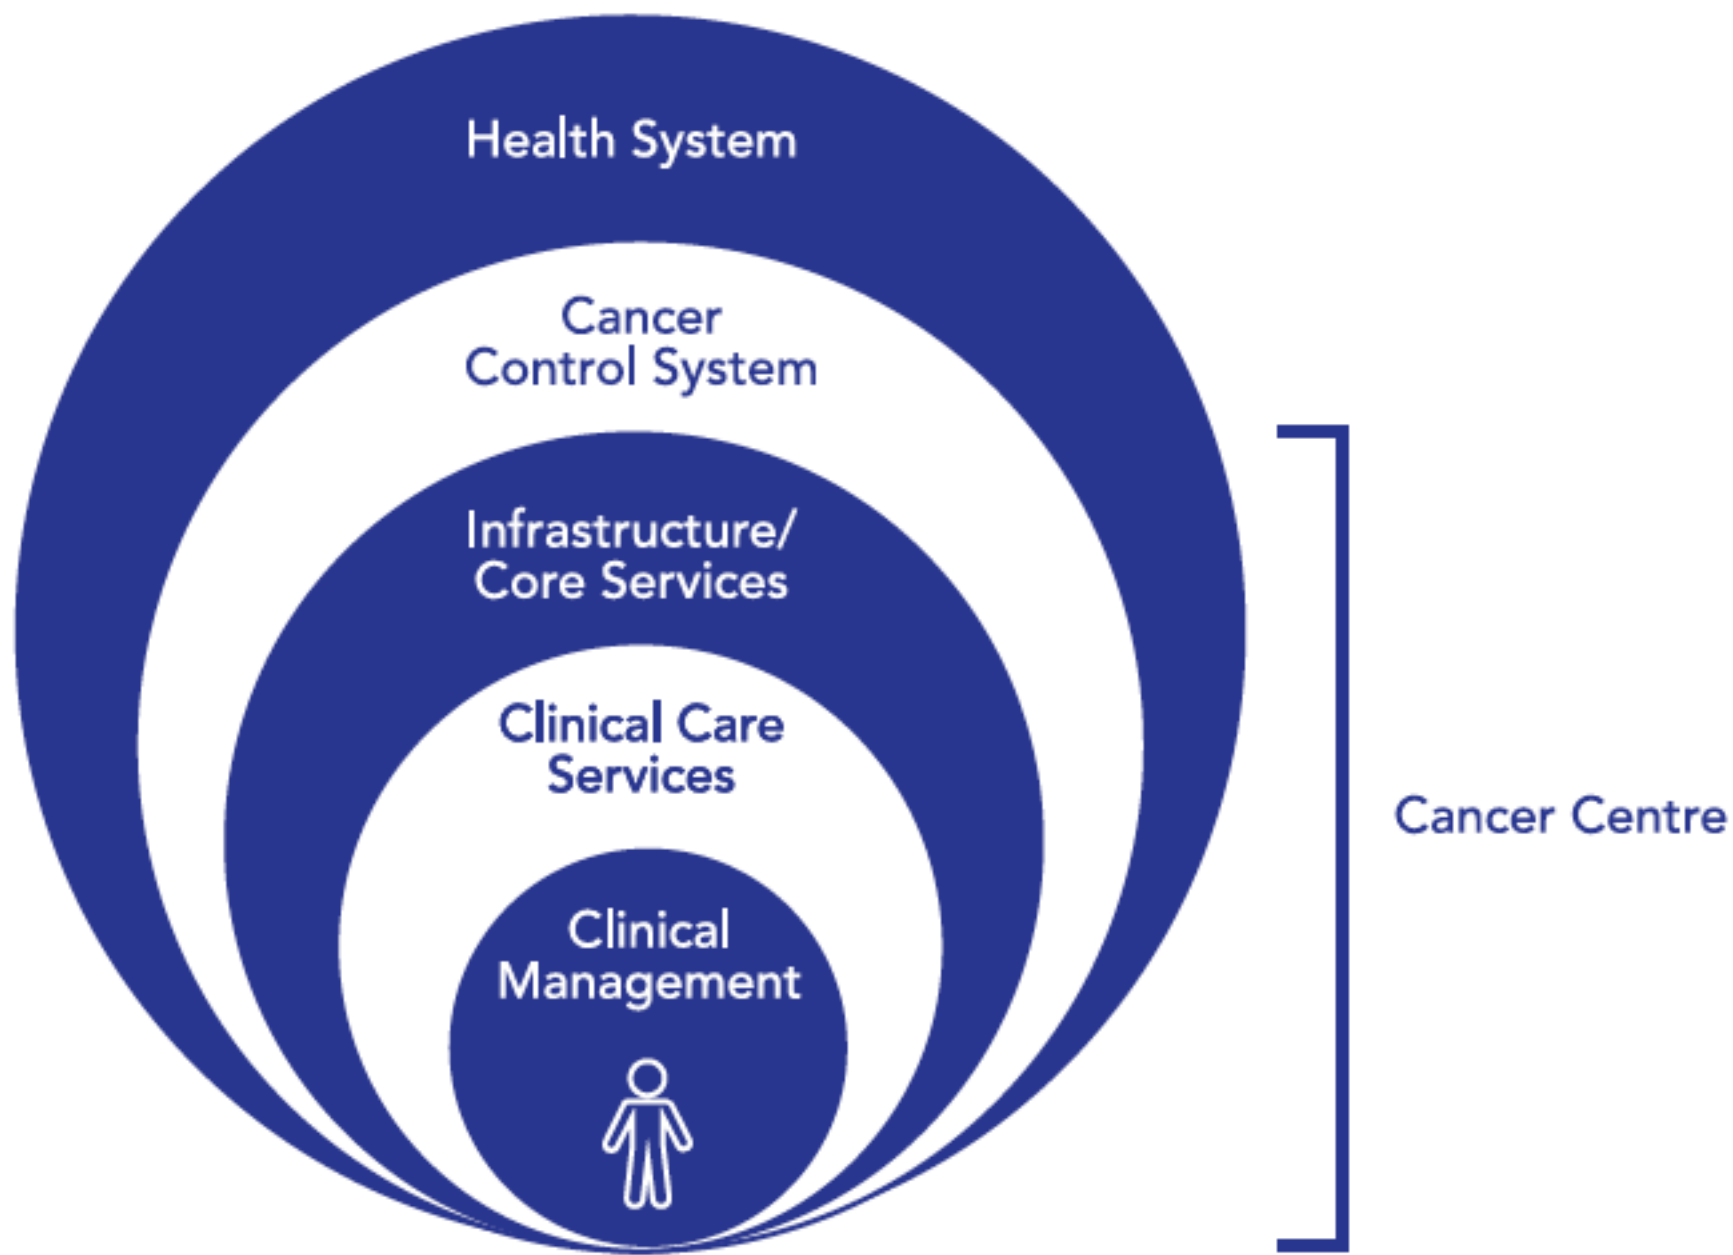 Health System
Cancer
Control System
Infrastructure/
Core Services
Clinical Care
Services
Clinical
Management
Cancer Centre